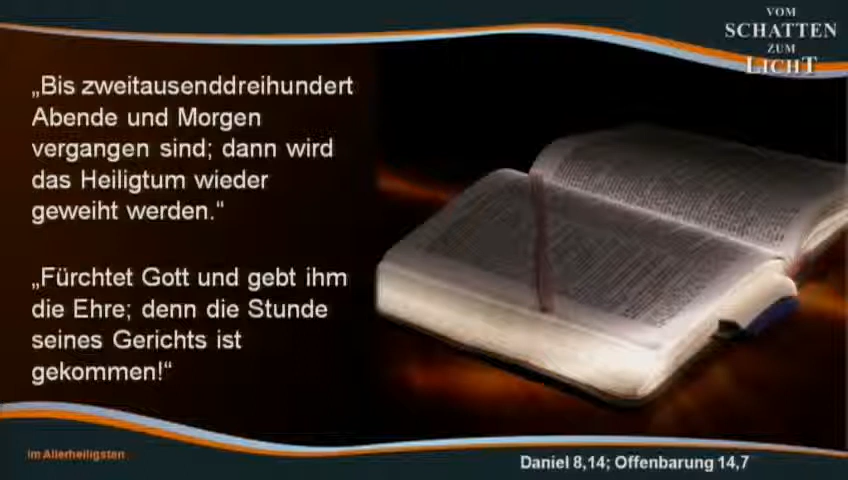 VOM
SCHATTEN
ZUM
LICHT
„Bis zweitausenddreihundert
Abende und Morgen
vergangen sind; dann wird
das Heiligtum wieder
geweiht werden.“
„Fürchtet Gott und gebt ihm
die Ehre; denn die Stunde
seines Gerichts ist
gekommen!“
Im Allerheiligsten
Daniel 8,14; Offenbarung 14,7